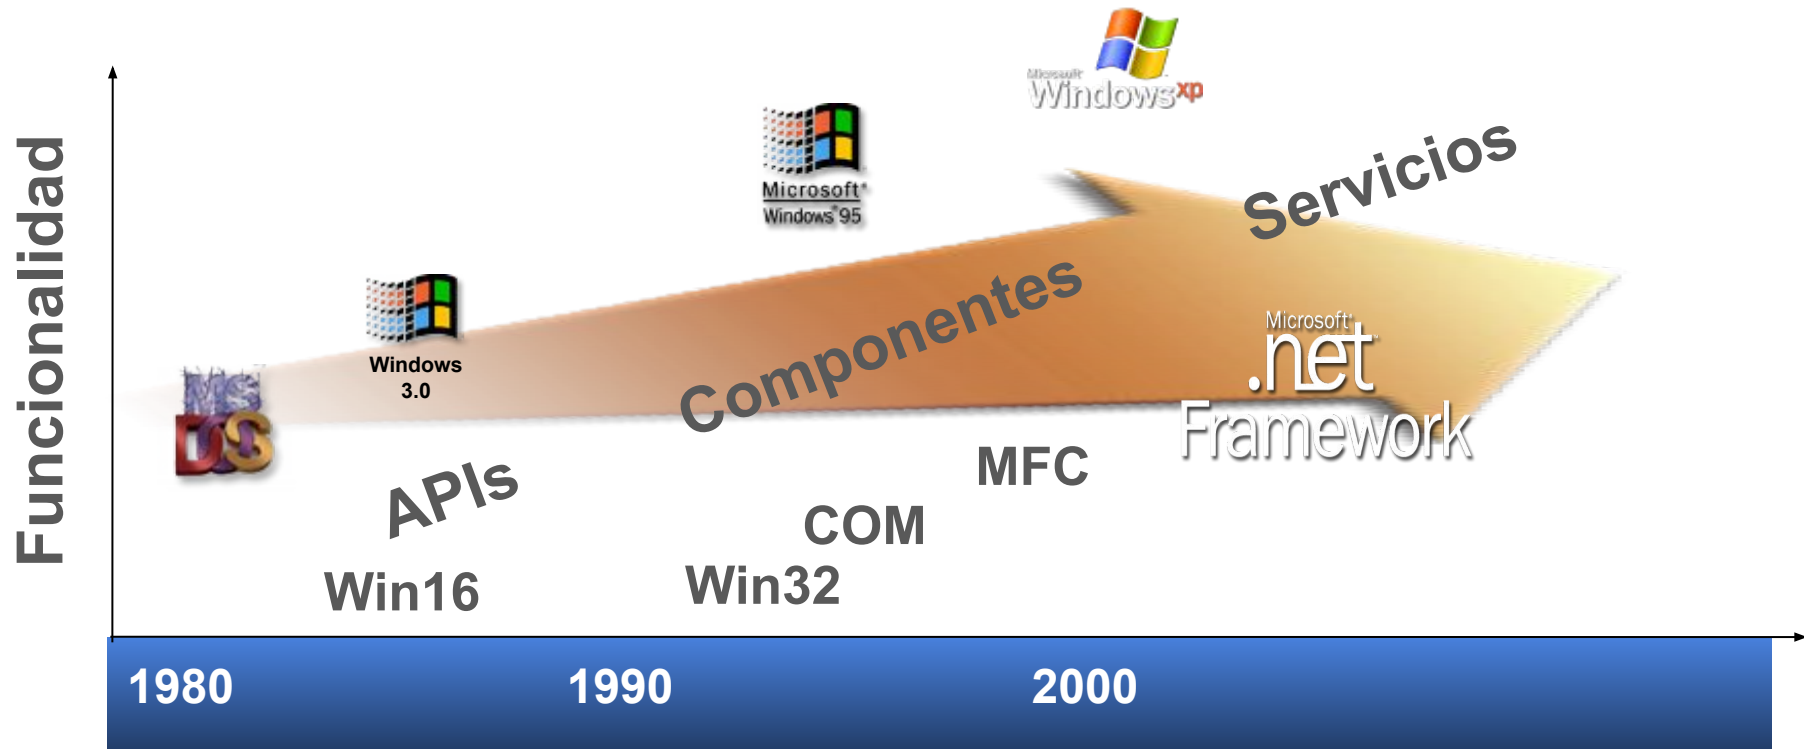 Microsoft
Windows xp
Servicios
Microsoft®
Windows®95
Funcionalidad
Componentes
Windows
3.0
Microsoft®
.net
Framework
MS
DOS
APIs
MFC
COM
Win32
Win16
1980
1990
2000